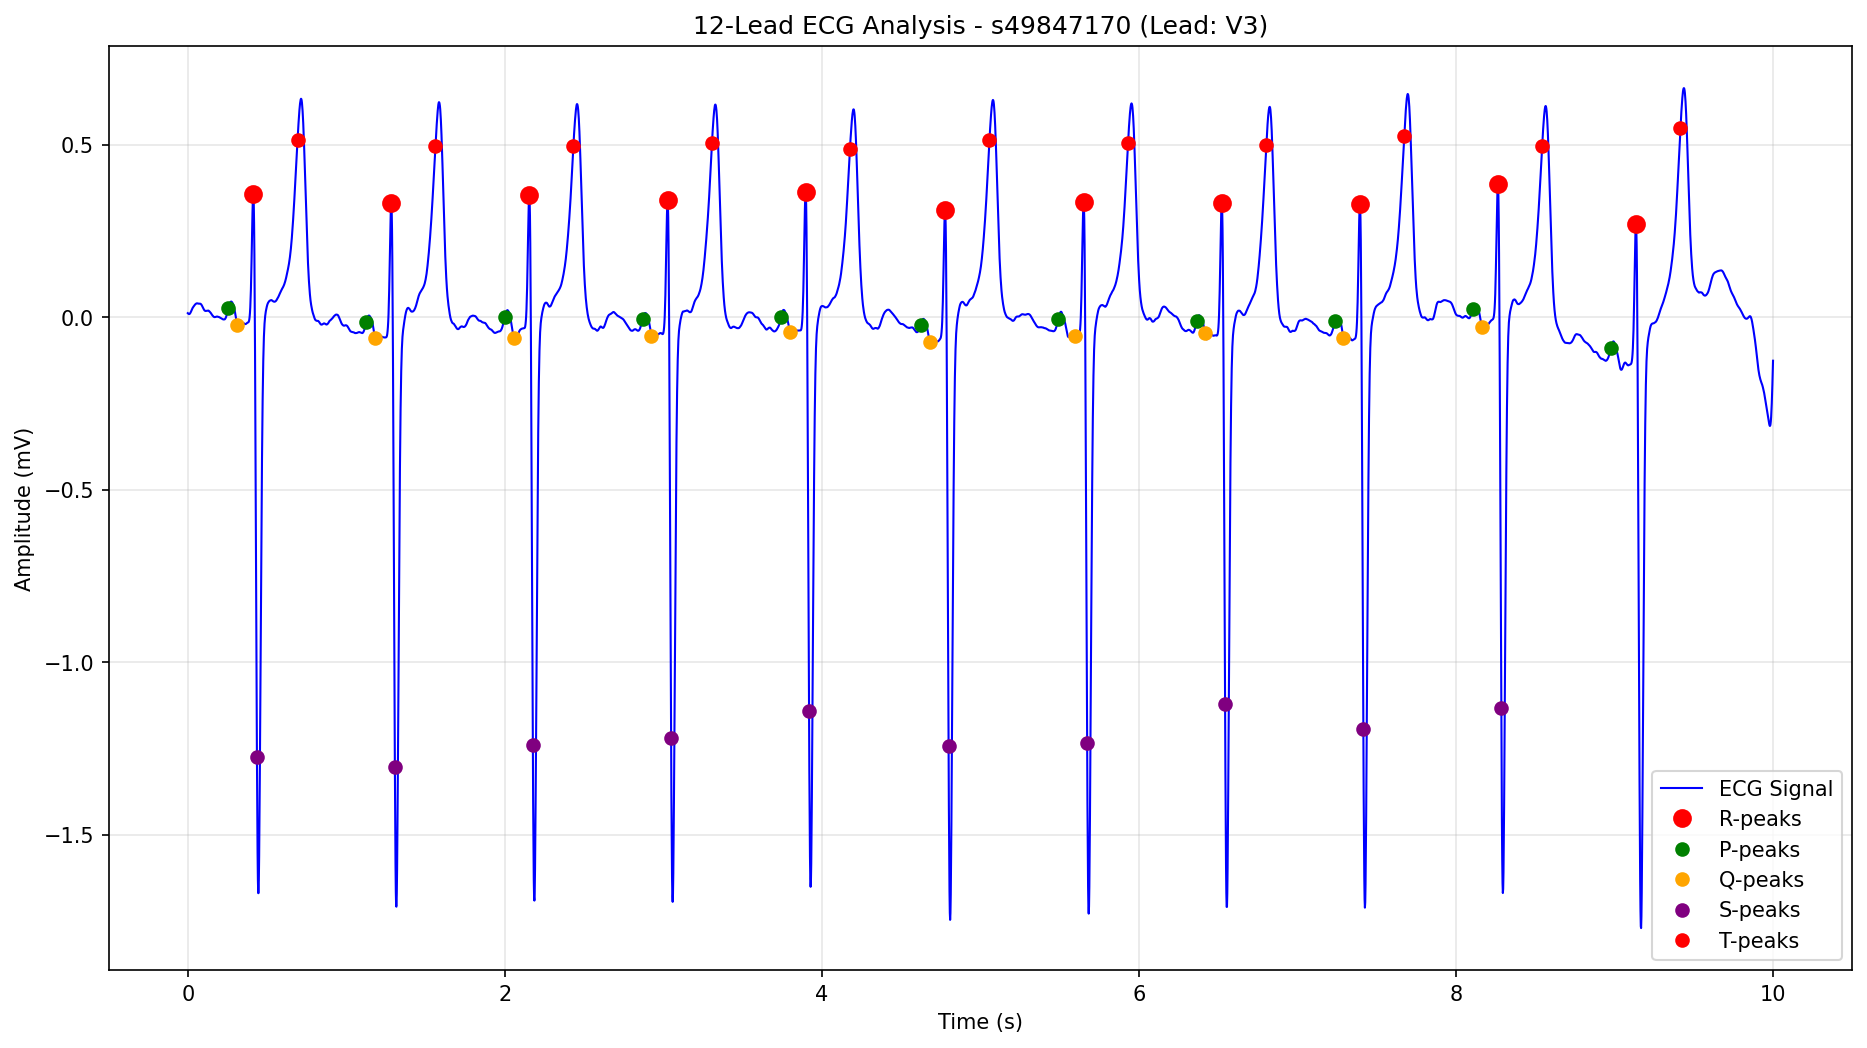 12-Lead ECG Analysis - s49847170 (Lead: V3)
Amplitude (mV)
0.5
0.0
−0.5
−1.0
−1.5
0
2
4
6
8
10
Time (s)
ECG Signal
R-peaks
P-peaks
Q-peaks
S-peaks
T-peaks